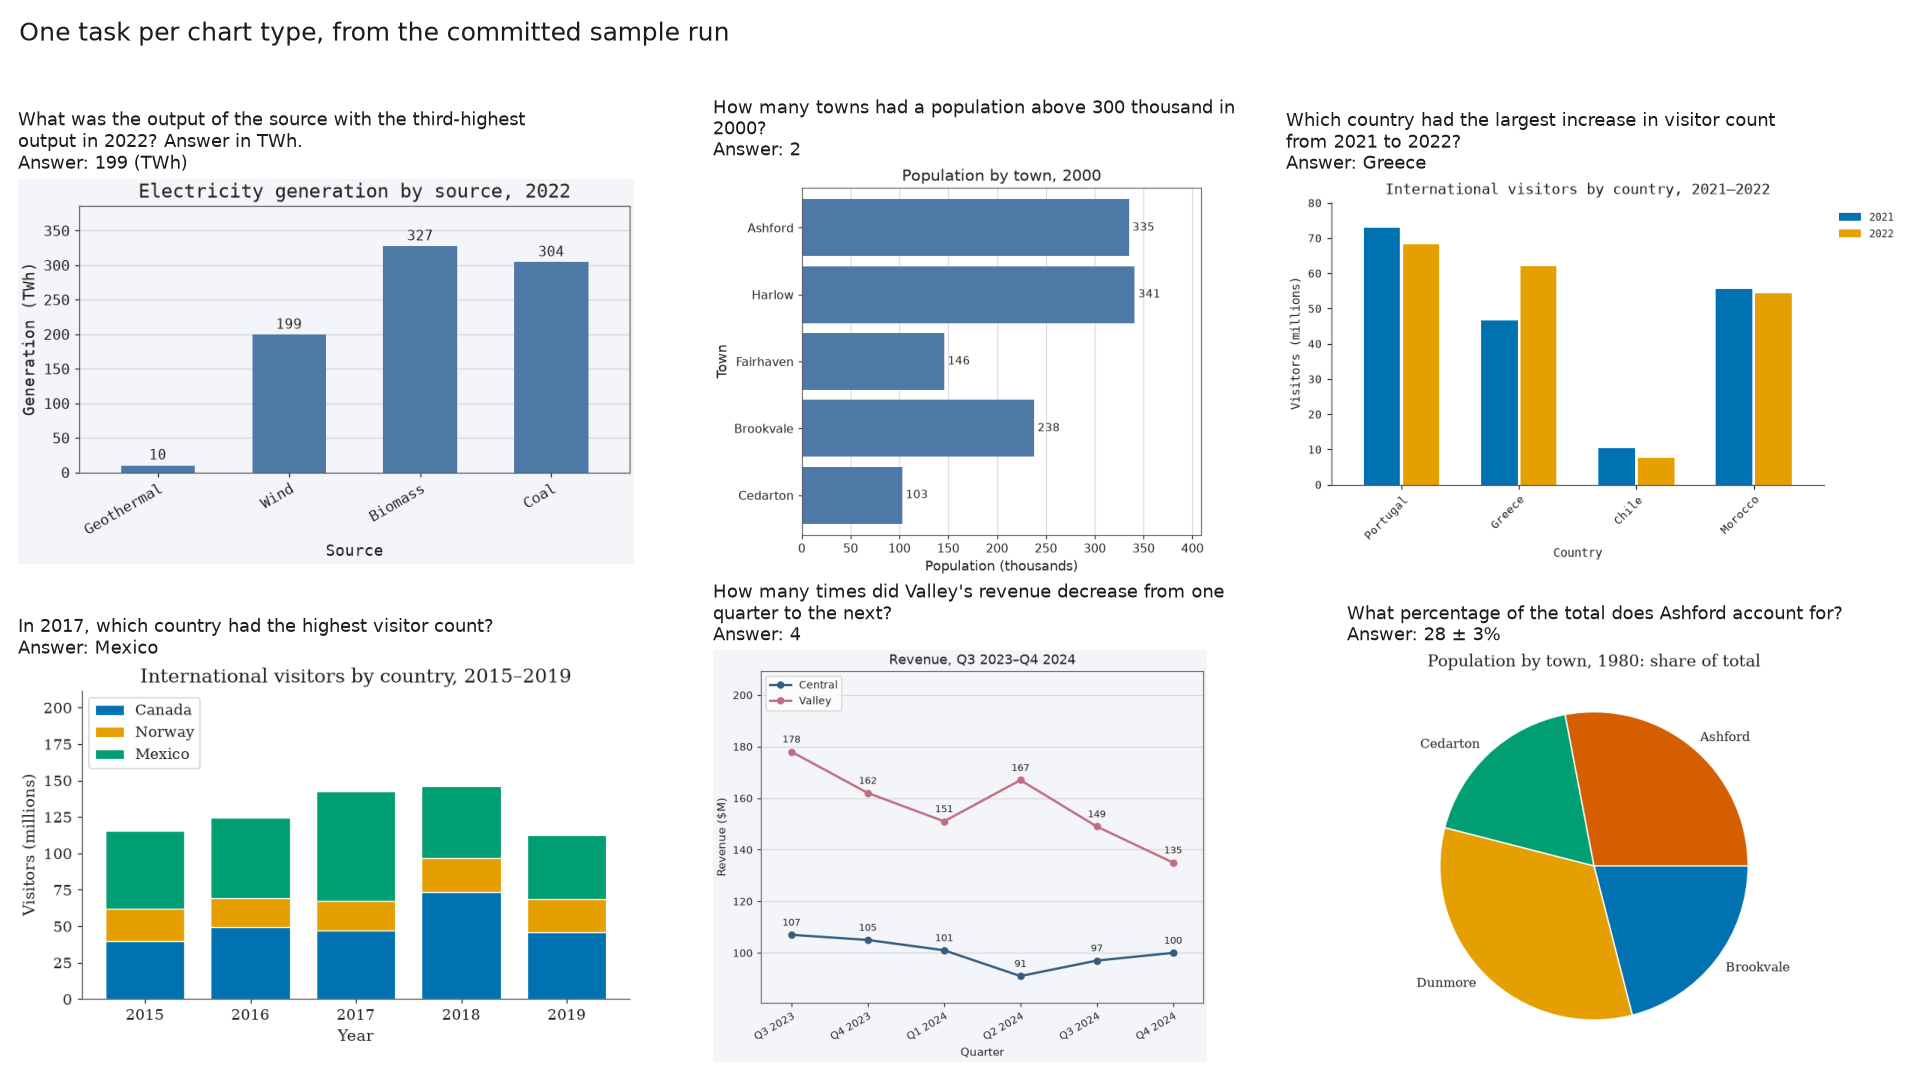 One task per chart type, from the committed sample run
What was the output of the source with the third-highest
output in 2022? Answer in TWh.
Answer: 199 (TWh)
Electricity generation by source, 2022
Generation (TWh)
350
300
250
200
150
100
50
0
10
199
327
304
Geothermal
Wind
Biomass
Coal
Source
How many towns had a population above 300 thousand in
2000?
Answer: 2
Population by town, 2000
Town
Ashford
335
Harlow
341
Fairhaven
146
Brookvale
238
Cedarton
103
0
50
100
150
200
250
300
350
400
Population (thousands)
Which country had the largest increase in visitor count
from 2021 to 2022?
Answer: Greece
International visitors by country, 2021–2022
2021
2022
Visitors (millions)
80
70
60
50
40
30
20
10
0
Portugal
Greece
Chile
Morocco
Country
In 2017, which country had the highest visitor count?
Answer: Mexico
International visitors by country, 2015–2019
Canada
Norway
Mexico
Visitors (millions)
200
175
150
125
100
75
50
25
0
2015
2016
2017
2018
2019
Year
How many times did Valley's revenue decrease from one
quarter to the next?
Answer: 4
Revenue, Q3 2023–Q4 2024
Central
Valley
Revenue ($M)
200
180
160
140
120
100
178
162
151
167
149
135
107
105
101
91
97
100
Q3 2023
Q4 2023
Q1 2024
Q2 2024
Q3 2024
Q4 2024
Quarter
What percentage of the total does Ashford account for?
Answer: 28 ± 3%
Population by town, 1980: share of total
Cedarton
Ashford
Dunmore
Brookvale